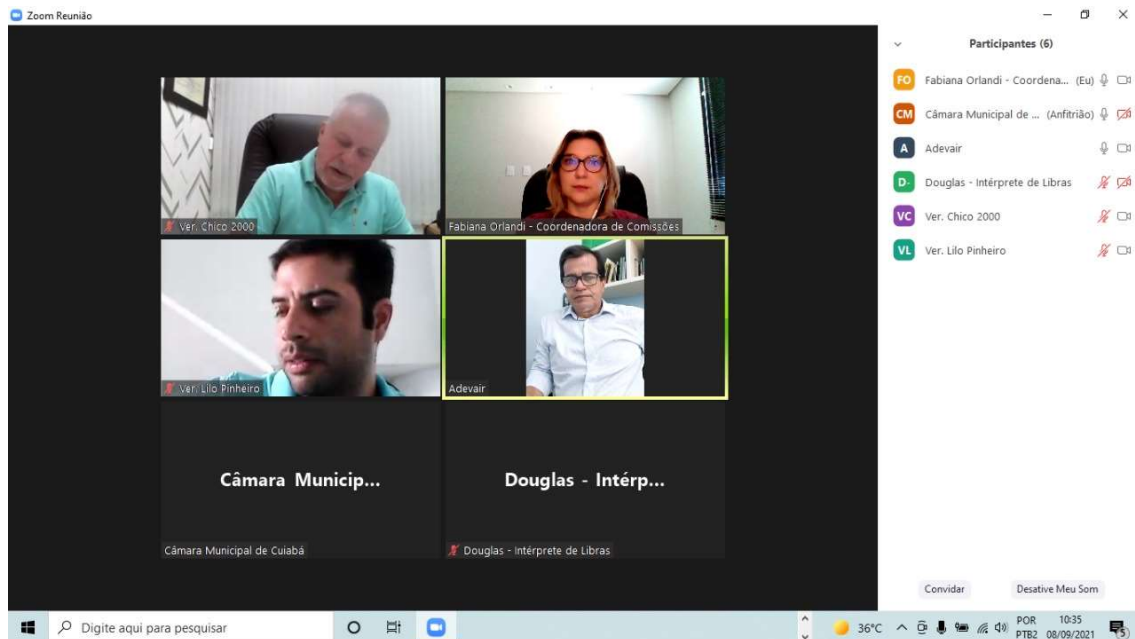 Zoom Reunião
Participantes (6)
FO Fabiana Orlandi - Coordena... (Eu)
CM Câmara Municipal de ... (Anfitrião)
A Adevair
D- Douglas - Intérprete de Libras
VC Ver. Chico 2000
VL Ver. Lilo Pinheiro
Ver. Chico 2000
Fabiana Orlandi - Coordenadora de Comissões
Ver. Lilo Pinheiro
Adevair
Câmara Municip...
Douglas - Intérp...
Câmara Municipal de Cuiabá
Douglas - Intérprete de Libras
Convidar
Desative Meu Som
Digite aqui para pesquisar
36°C
POR
PTB2
10:35
08/09/2021
5